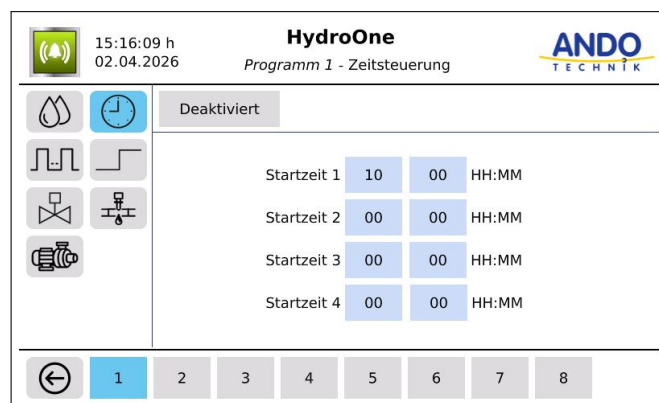 15:16:09 h
02.04.2026
HydroOne
Programm 1 - Zeitsteuerung
ANDO
TECHNIK
Deaktiviert
Startzeit 1 10 00 HH:MM
Startzeit 2 00 00 HH:MM
Startzeit 3 00 00 HH:MM
Startzeit 4 00 00 HH:MM
1 2 3 4 5 6 7 8